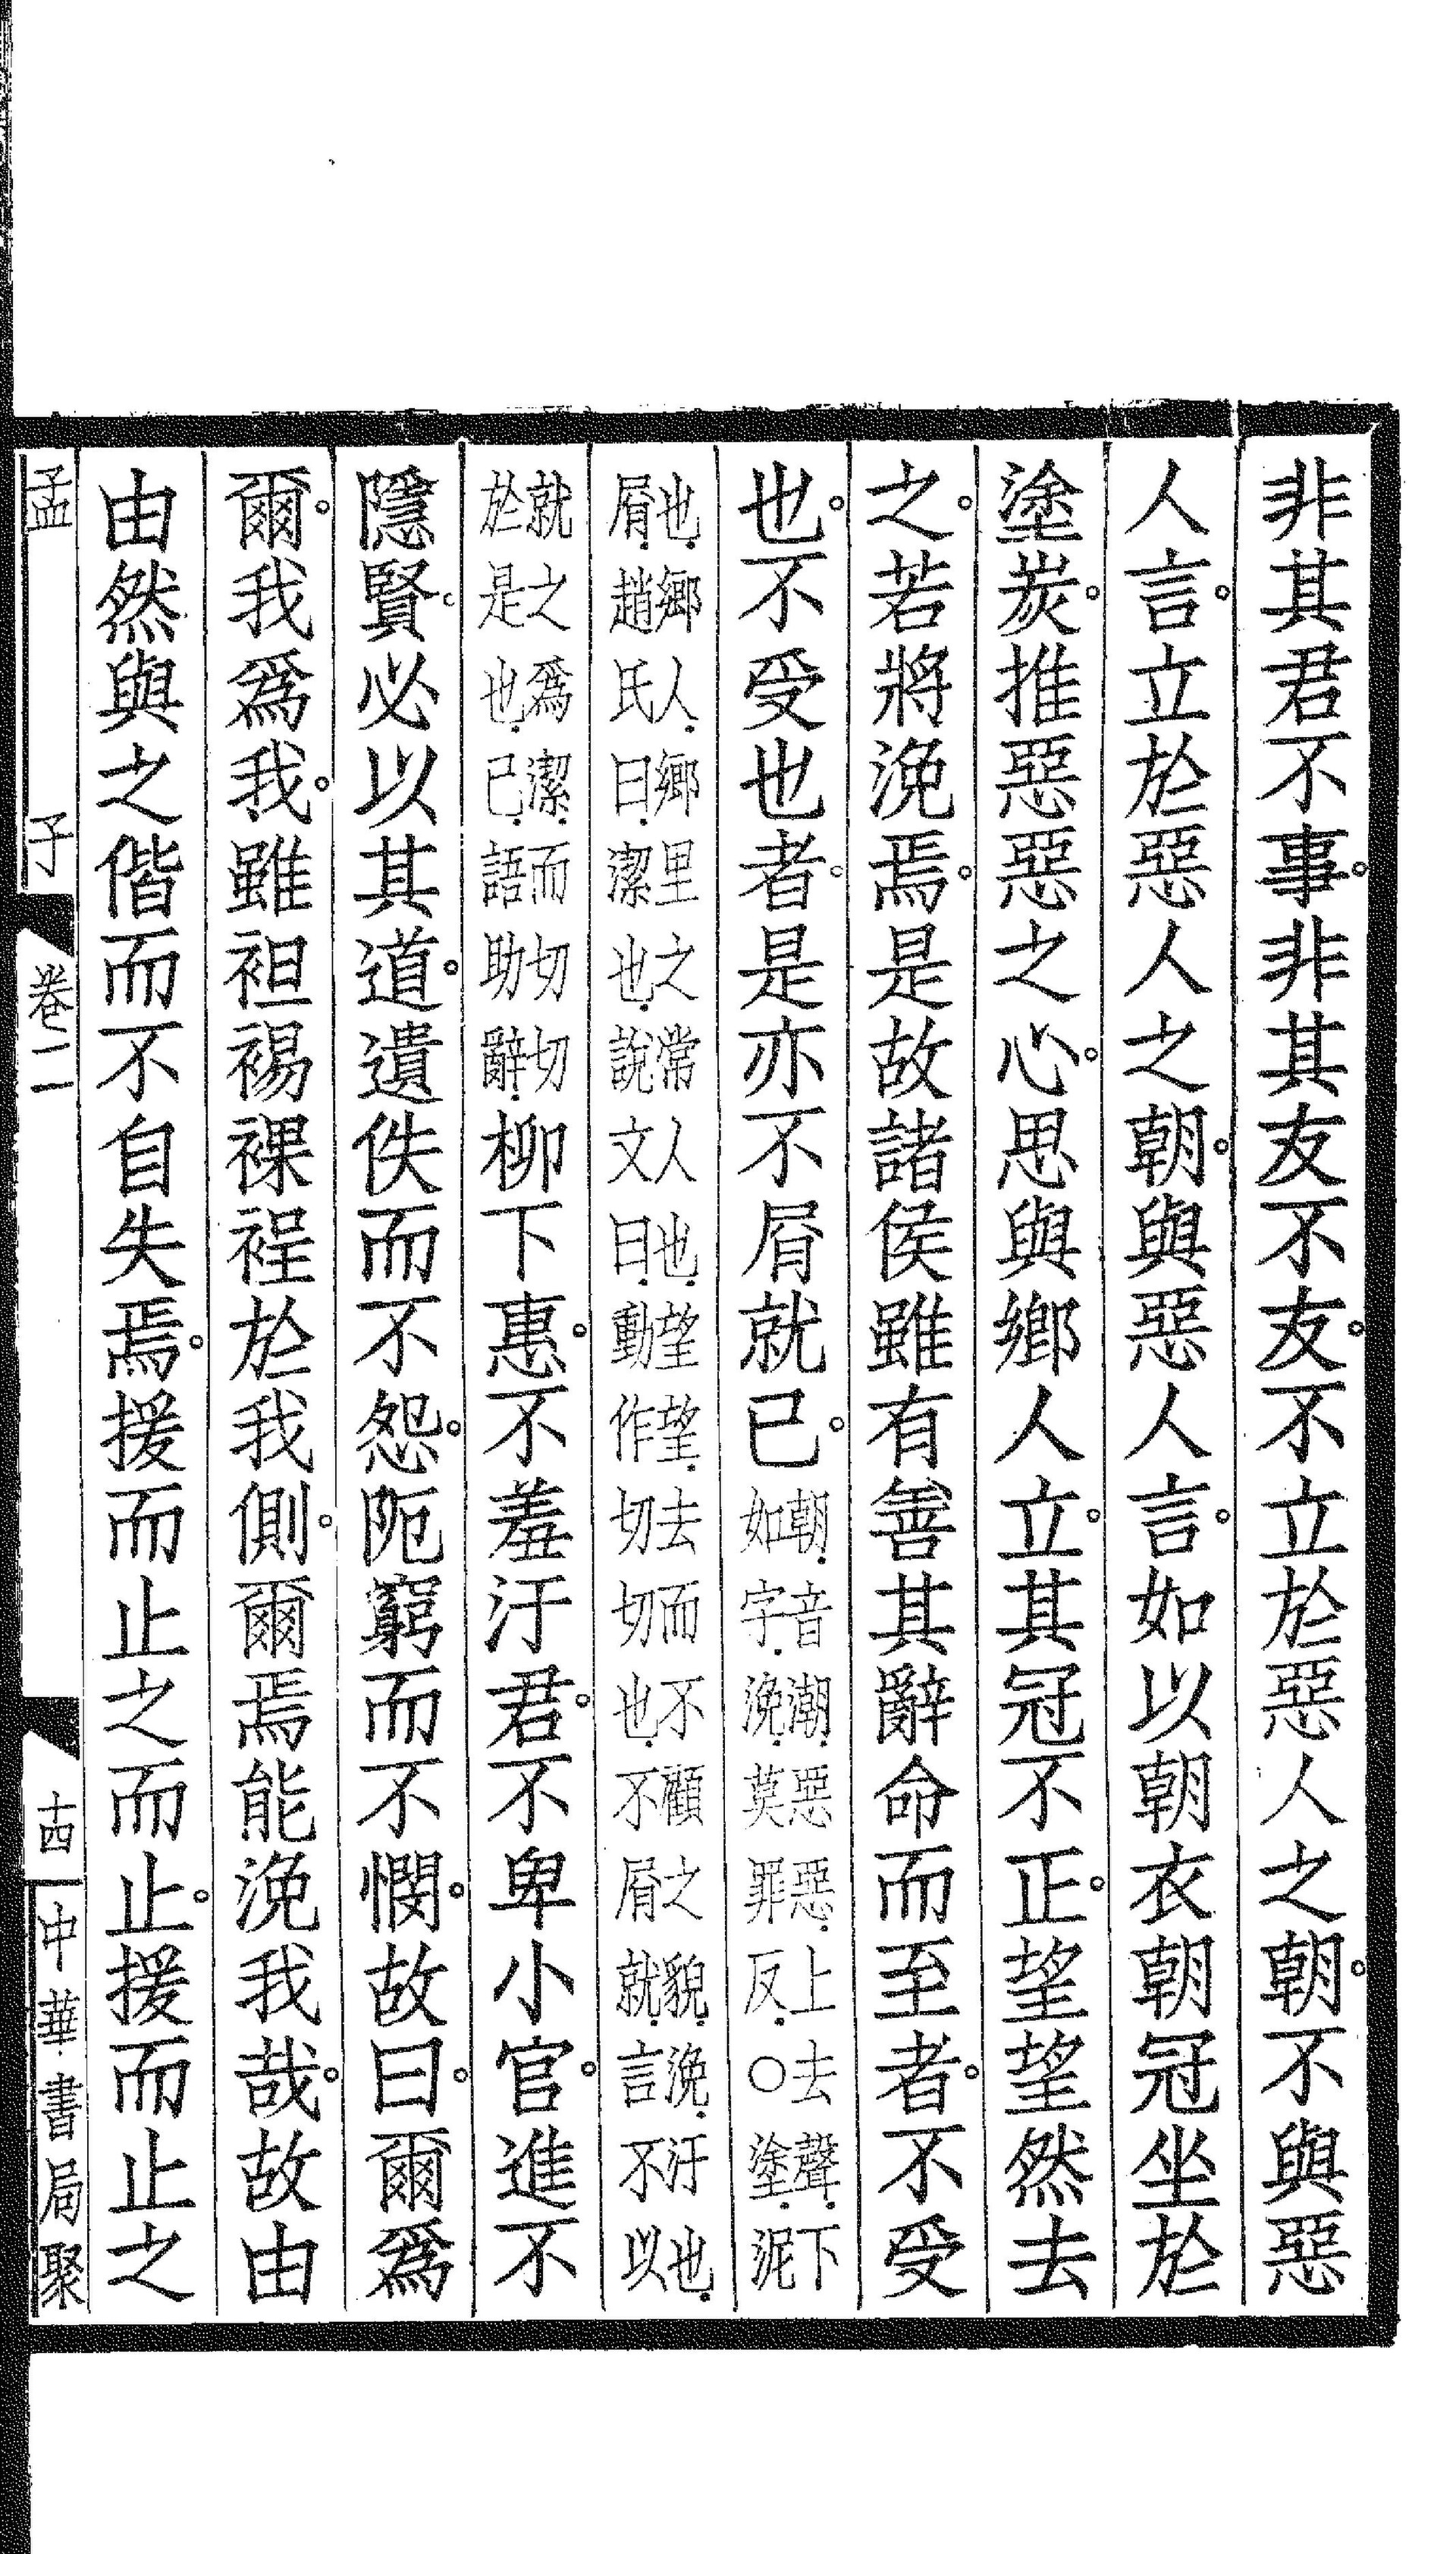 非其君不事。非其友不友。不立於惡人之朝。不與惡
人言。立於惡人之朝。與惡人言。如以朝衣朝冠坐於
塗炭。推惡惡之心。思與鄉人立。其冠不正。望望然去
之。若將浼焉。是故諸侯雖有善其辭命而至者。不受
也。不受也者。是亦不屑就已。朝.音潮.惡惡.上去聲.下
如字.浼.莫罪反.○塗.泥
也.鄉人.鄉里之常人也.望望.去而不顧之貌.浼.汙也.
屑.趙氏曰.潔也.說文曰.動作切切也.不屑就.言不以
就之爲潔.而切切
於是也.已.語助辭.柳下惠。不羞汙君。不卑小官。進不
隱賢。必以其道。遺佚而不怨。阨窮而不憫。故曰。爾爲
爾。我爲我。雖袒裼裸裎於我側。爾焉能浼我哉。故由
由然與之偕而不自失焉。援而止之而止。援而止之
孟子 卷二 十四 中華書局聚